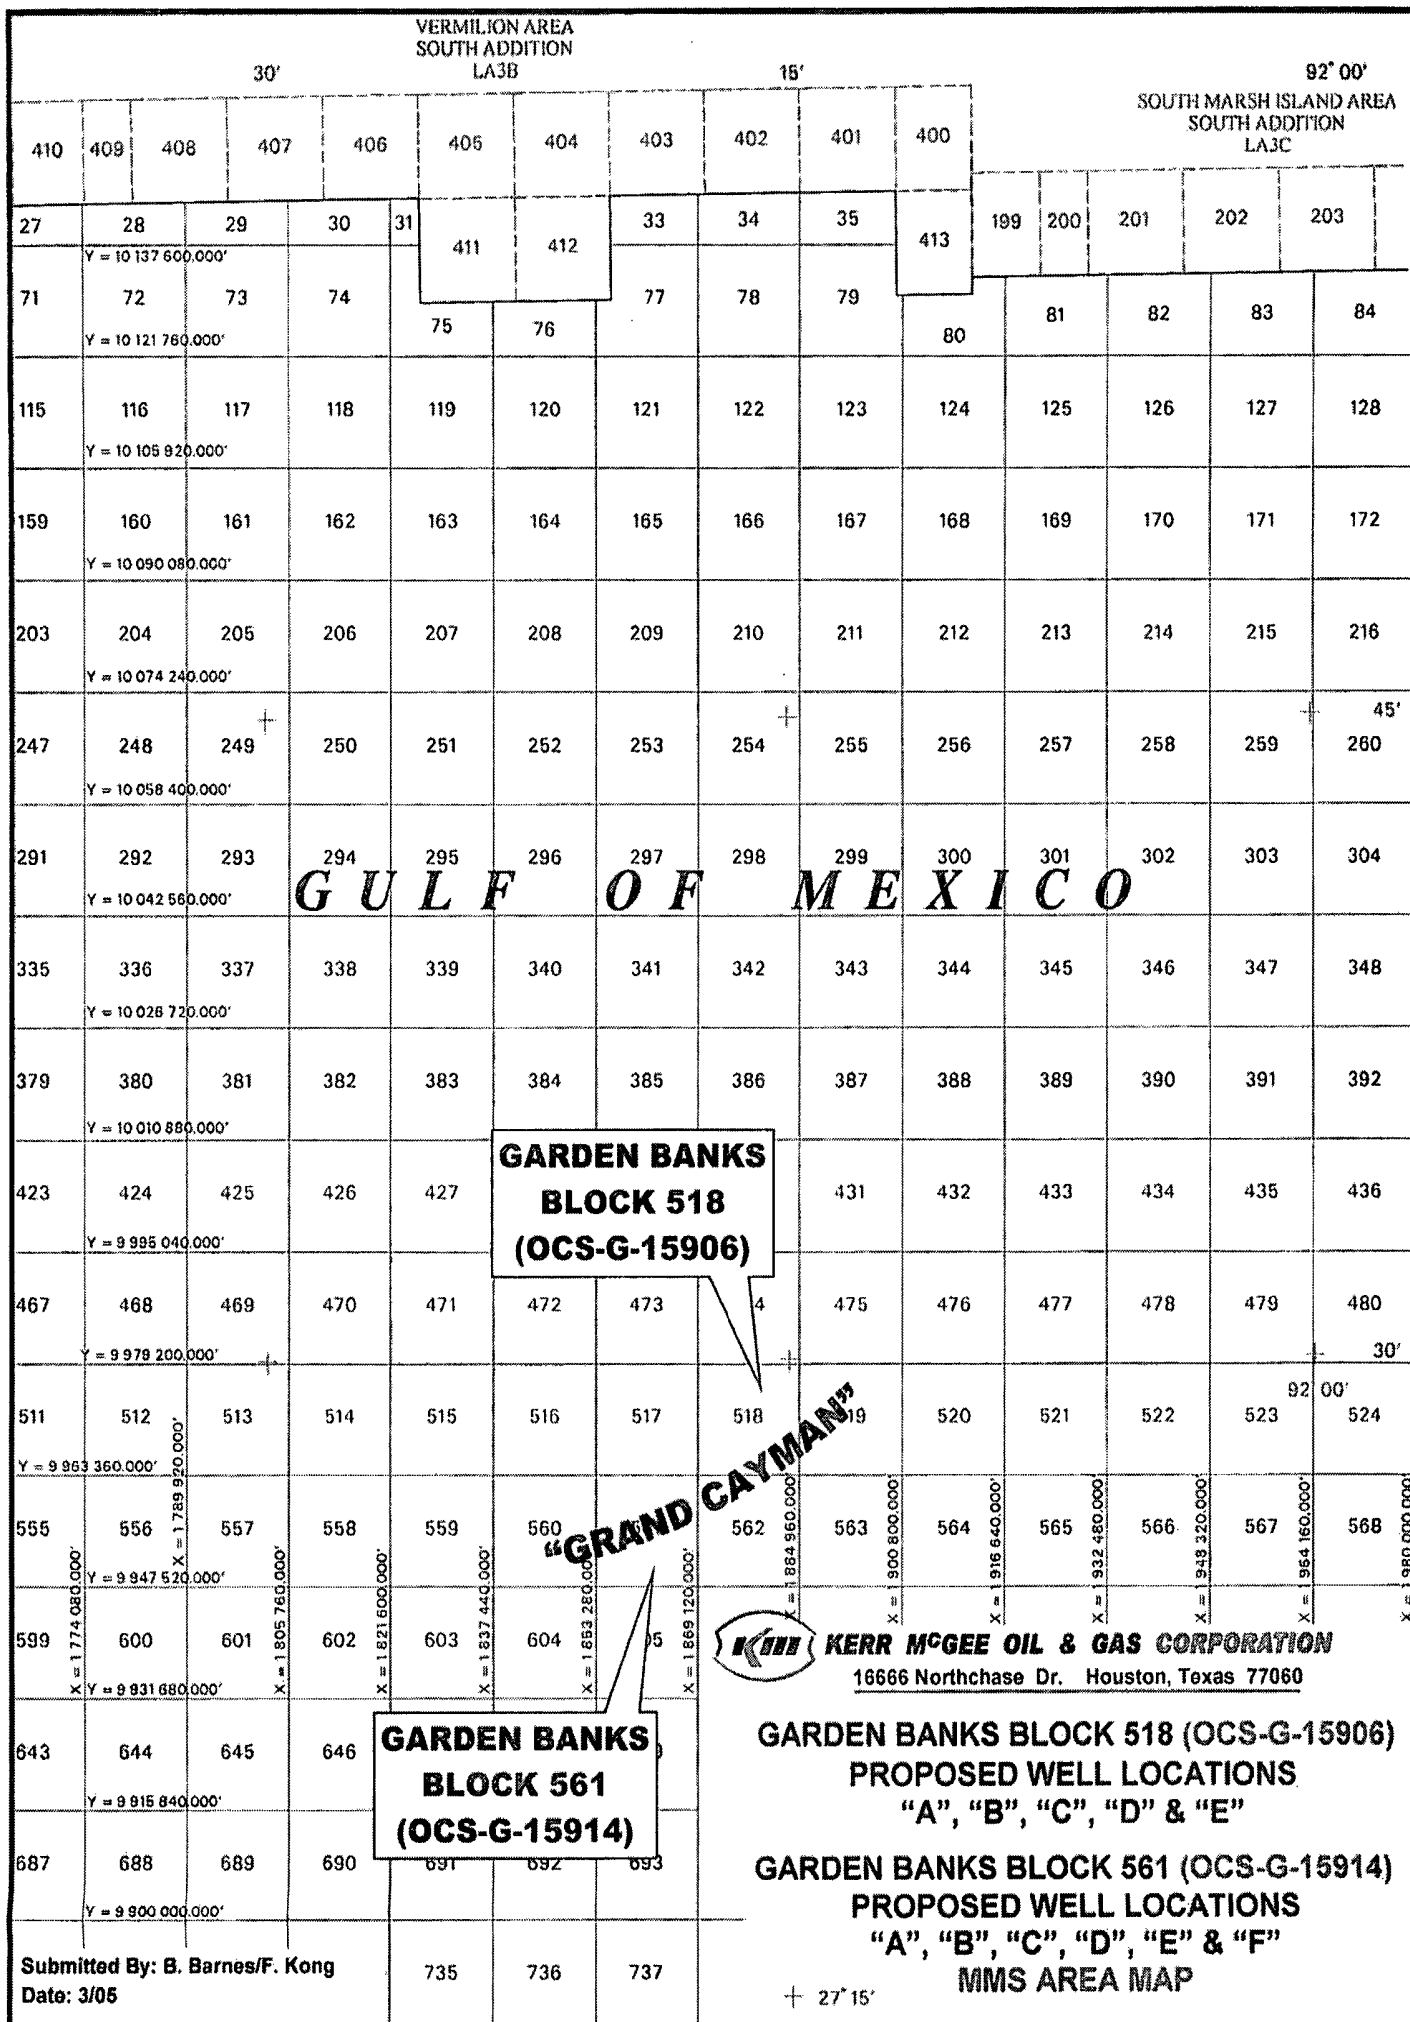 VERMILION AREA
SOUTH ADDITION
LA3B
30' 15' 92° 00'
SOUTH MARSH ISLAND AREA
SOUTH ADDITION
LA3C
410 409 408 407 406 405 404 403 402 401 400
199 200 201 202 203
27 28 29 30 31 411 412 33 34 35 413
Y = 10 137 600.000'
71 72 73 74 75 76 77 78 79 80 81 82 83 84
Y = 10 121 760.000'
115 116 117 118 119 120 121 122 123 124 125 126 127 128
Y = 10 105 920.000'
159 160 161 162 163 164 165 166 167 168 169 170 171 172
Y = 10 090 080.000'
203 204 205 206 207 208 209 210 211 212 213 214 215 216
Y = 10 074 240.000'
45'
247 248 249 250 251 252 253 254 255 256 257 258 259 260
Y = 10 058 400.000'
291 292 293 294 295 296 297 298 299 300 301 302 303 304
GULF OF MEXICO
Y = 10 042 560.000'
335 336 337 338 339 340 341 342 343 344 345 346 347 348
Y = 10 026 720.000'
379 380 381 382 383 384 385 386 387 388 389 390 391 392
Y = 10 010 880.000'
GARDEN BANKS
BLOCK 518
(OCS-G-15906)
423 424 425 426 427 431 432 433 434 435 436
Y = 9 995 040.000'
467 468 469 470 471 472 473 4 475 476 477 478 479 480
Y = 9 979 200.000'
30'
92 00'
511 512 513 514 515 516 517 518 519 520 521 522 523 524
Y = 9 963 360.000'
"GRAND CAYMAN"
555 556 557 558 559 560 562 563 564 565 566 567 568
Y = 9 947 520.000'
X = 1 774 080.000'
X = 1 789 920.000'
X = 1 805 760.000'
X = 1 821 600.000'
X = 1 837 440.000'
X = 1 853 280.000'
X = 1 869 120.000'
X = 1 884 960.000'
X = 1 900 800.000'
X = 1 916 640.000'
X = 1 932 480.000'
X = 1 948 320.000'
X = 1 964 160.000'
X = 1 980 000.000'
599 600 601 602 603 604 05
Y = 9 931 680.000'
KM KERR McGEE OIL & GAS CORPORATION
16666 Northchase Dr. Houston, Texas 77060
GARDEN BANKS
BLOCK 561
(OCS-G-15914)
643 644 645 646
Y = 9 915 840.000'
687 688 689 690 691 692 693
Y = 9 900 000.000'
735 736 737
GARDEN BANKS BLOCK 518 (OCS-G-15906)
PROPOSED WELL LOCATIONS
"A", "B", "C", "D" & "E"
GARDEN BANKS BLOCK 561 (OCS-G-15914)
PROPOSED WELL LOCATIONS
"A", "B", "C", "D", "E" & "F"
MMS AREA MAP
27° 15'
Submitted By: B. Barnes/F. Kong
Date: 3/05